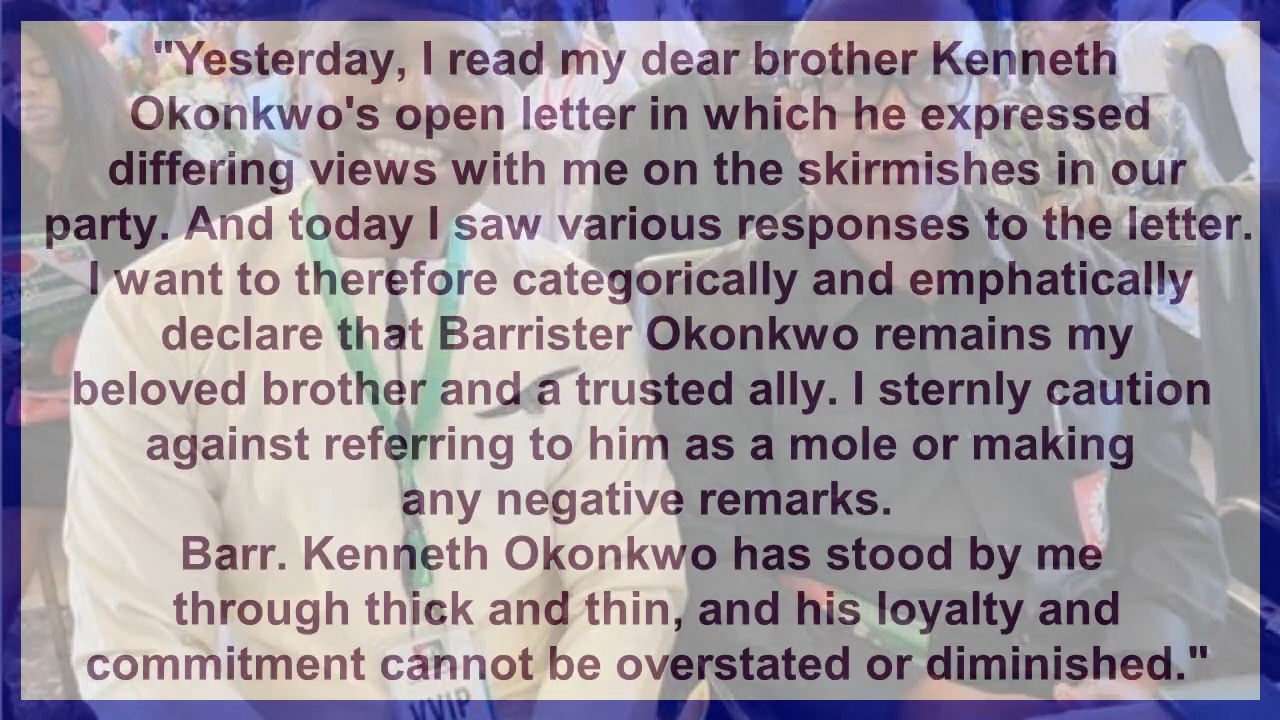 "Yesterday, I read my dear brother Kenneth
Okonkwo's open letter in which he expressed
differing views with me on the skirmishes in our
party. And today I saw various responses to the letter.
I want to therefore categorically and emphatically
declare that Barrister Okonkwo remains my
beloved brother and a trusted ally. I sternly caution
against referring to him as a mole or making
any negative remarks.
Barr. Kenneth Okonkwo has stood by me
through thick and thin, and his loyalty and
commitment cannot be overstated or diminished."
VVIP